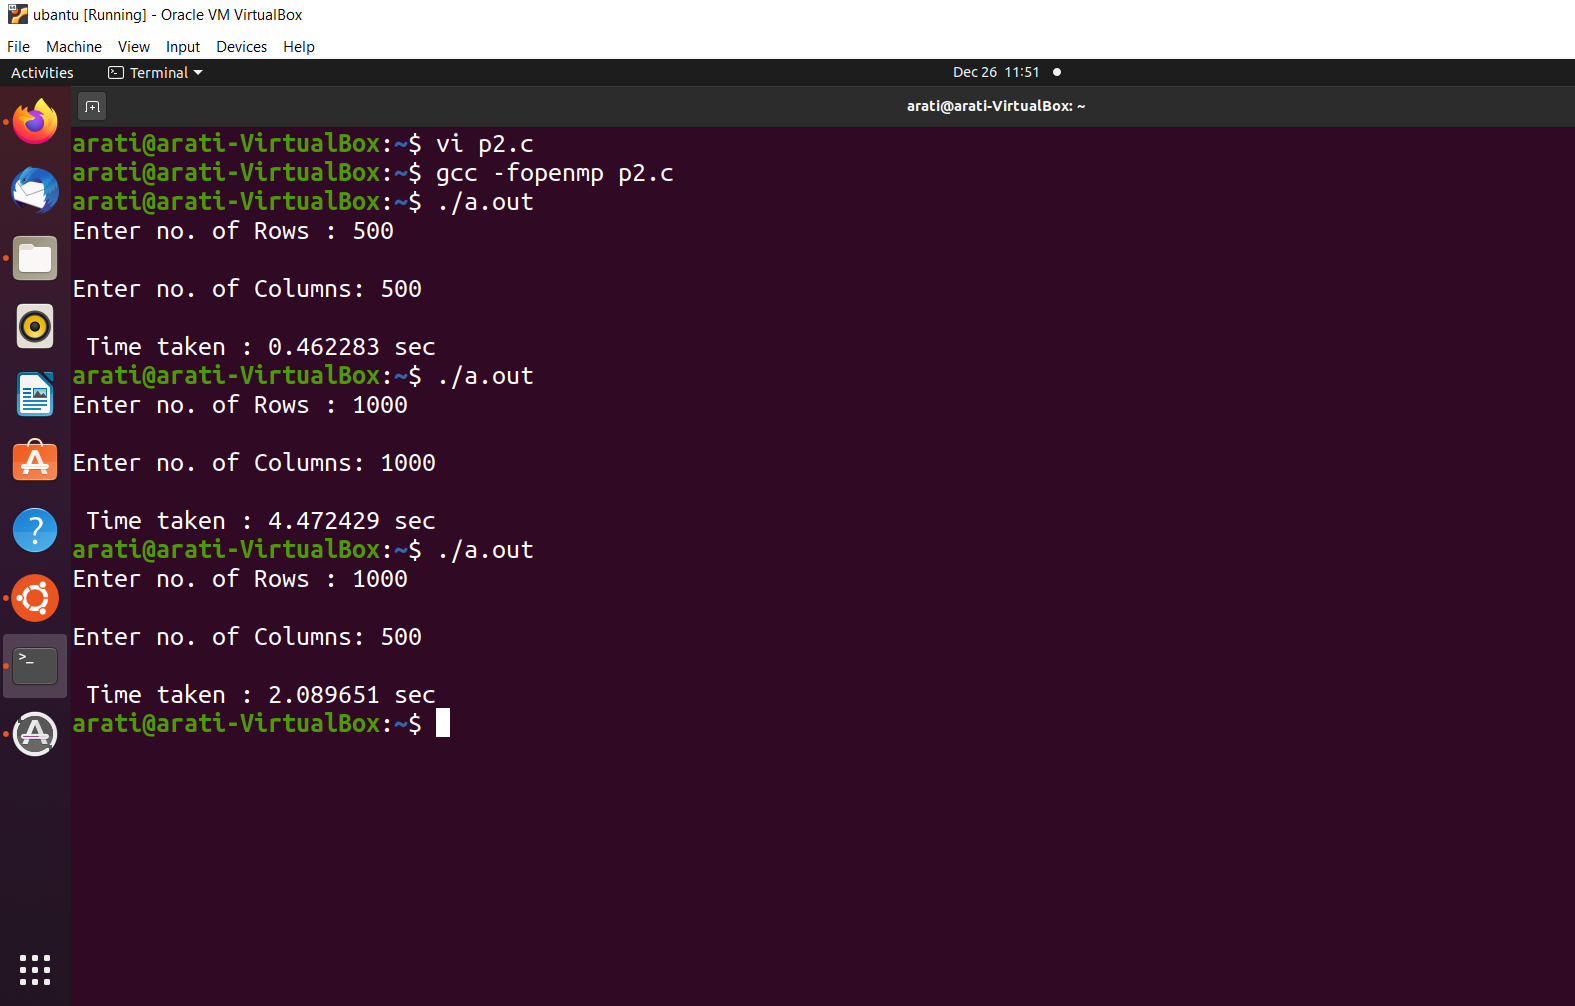 ubantu [Running] - Oracle VM VirtualBox
File Machine View Input Devices Help
Activities Terminal Dec 26 11:51
arati@arati-VirtualBox: ~
arati@arati-VirtualBox:~$ vi p2.c
arati@arati-VirtualBox:~$ gcc -fopenmp p2.c
arati@arati-VirtualBox:~$ ./a.out
Enter no. of Rows : 500
Enter no. of Columns: 500
Time taken : 0.462283 sec
arati@arati-VirtualBox:~$ ./a.out
Enter no. of Rows : 1000
Enter no. of Columns: 1000
Time taken : 4.472429 sec
arati@arati-VirtualBox:~$ ./a.out
Enter no. of Rows : 1000
Enter no. of Columns: 500
Time taken : 2.089651 sec
arati@arati-VirtualBox:~$